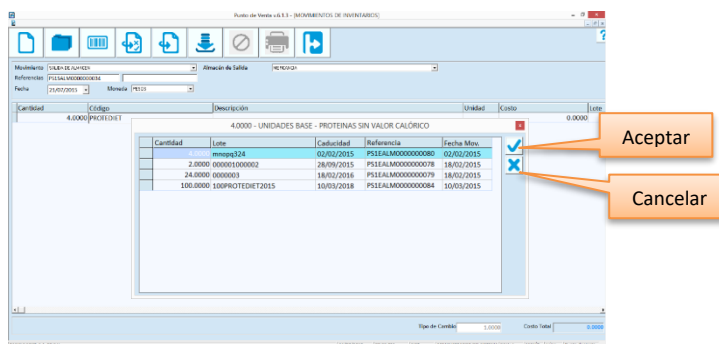 Punto de Venta v.6.1.3 - [MOVIMIENTOS DE INVENTARIOS]
Movimiento SALIDA DE ALMACEN Almacén de Salida HERMOSA
Referencias PS1SALM0000000034
Fecha 21/07/2015 Moneda PESOS
Cantidad Código Descripción Unidad Costo Lote
4.0000 PROTEDIET 0.0000
4.0000 - UNIDADES BASE - PROTEINAS SIN VALOR CALÓRICO
Cantidad Lote Caducidad Referencia Fecha Mov.
4.0000 mnopq324 02/02/2015 PS1EALM0000000080 02/02/2015
2.0000 000001000002 28/09/2015 PS1EALM0000000078 18/02/2015
24.0000 0000003 18/02/2016 PS1EALM0000000079 18/02/2015
100.0000 100PROTEDIET2015 10/03/2018 PS1EALM0000000084 10/03/2015
Aceptar
Cancelar
Tipo de Cambio 1.0000 Costo Total 0.0000